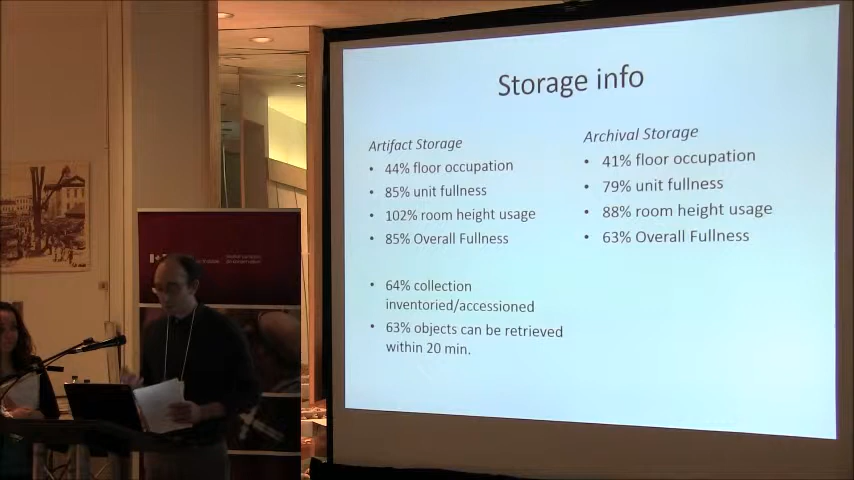 Storage info
Artifact Storage
• 44% floor occupation
• 85% unit fullness
• 102% room height usage
• 85% Overall Fullness
• 64% collection
inventoried/accessioned
• 63% objects can be retrieved
within 20 min.
Archival Storage
• 41% floor occupation
• 79% unit fullness
• 88% room height usage
• 63% Overall Fullness